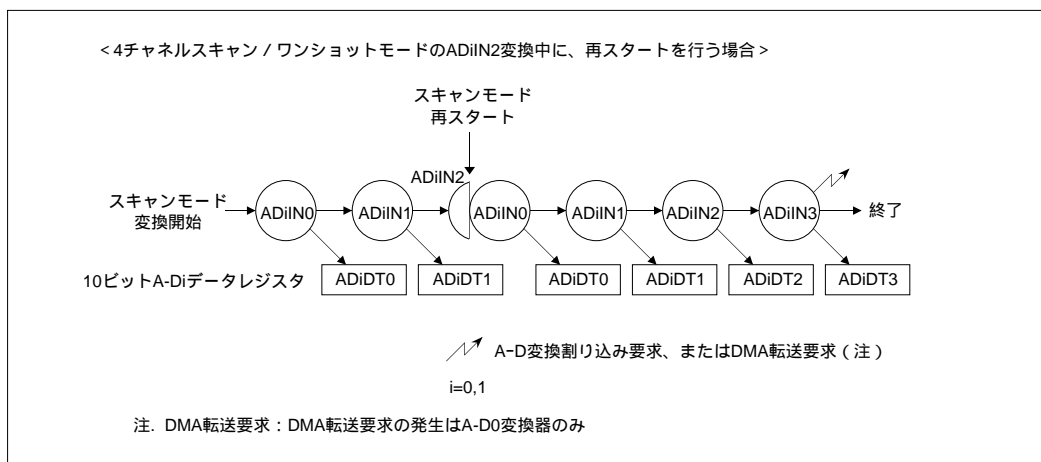 <4チャネルスキャン/ワンショットモードのADiIN2変換中に、再スタートを行う場合>
スキャンモード
再スタート
ADiIN2
スキャンモード
変換開始
ADiIN0
ADiIN1
ADiIN0
ADiIN1
ADiIN2
ADiIN3
終了
10ビットA-Diデータレジスタ
ADiDT0
ADiDT1
ADiDT0
ADiDT1
ADiDT2
ADiDT3
A-D変換割り込み要求、またはDMA転送要求(注)
i=0,1
注. DMA転送要求:DMA転送要求の発生はA-D0変換器のみ